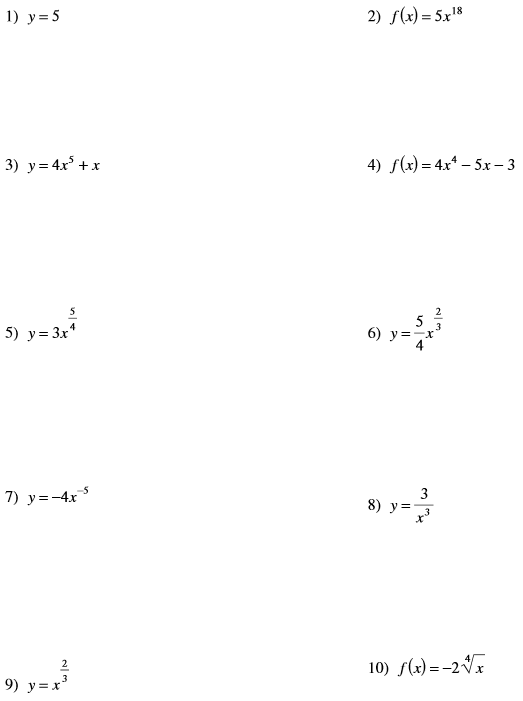 1) y = 5
2) f(x) = 5x^18
3) y = 4x^5 + x
4) f(x) = 4x^4 − 5x − 3
5) y = 3x^(5/4)
6) y = 5/4 x^(2/3)
7) y = −4x^−5
8) y = 3/x^3
9) y = x^(2/3)
10) f(x) = −2∜x